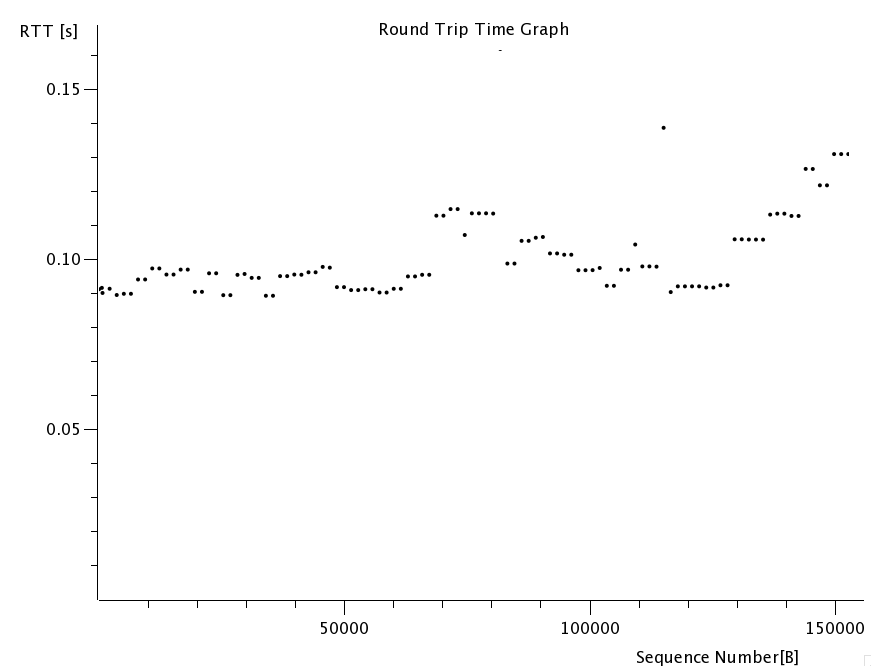 Round Trip Time Graph
RTT [s]
0.15
0.10
0.05
50000
100000
150000
Sequence Number[B]